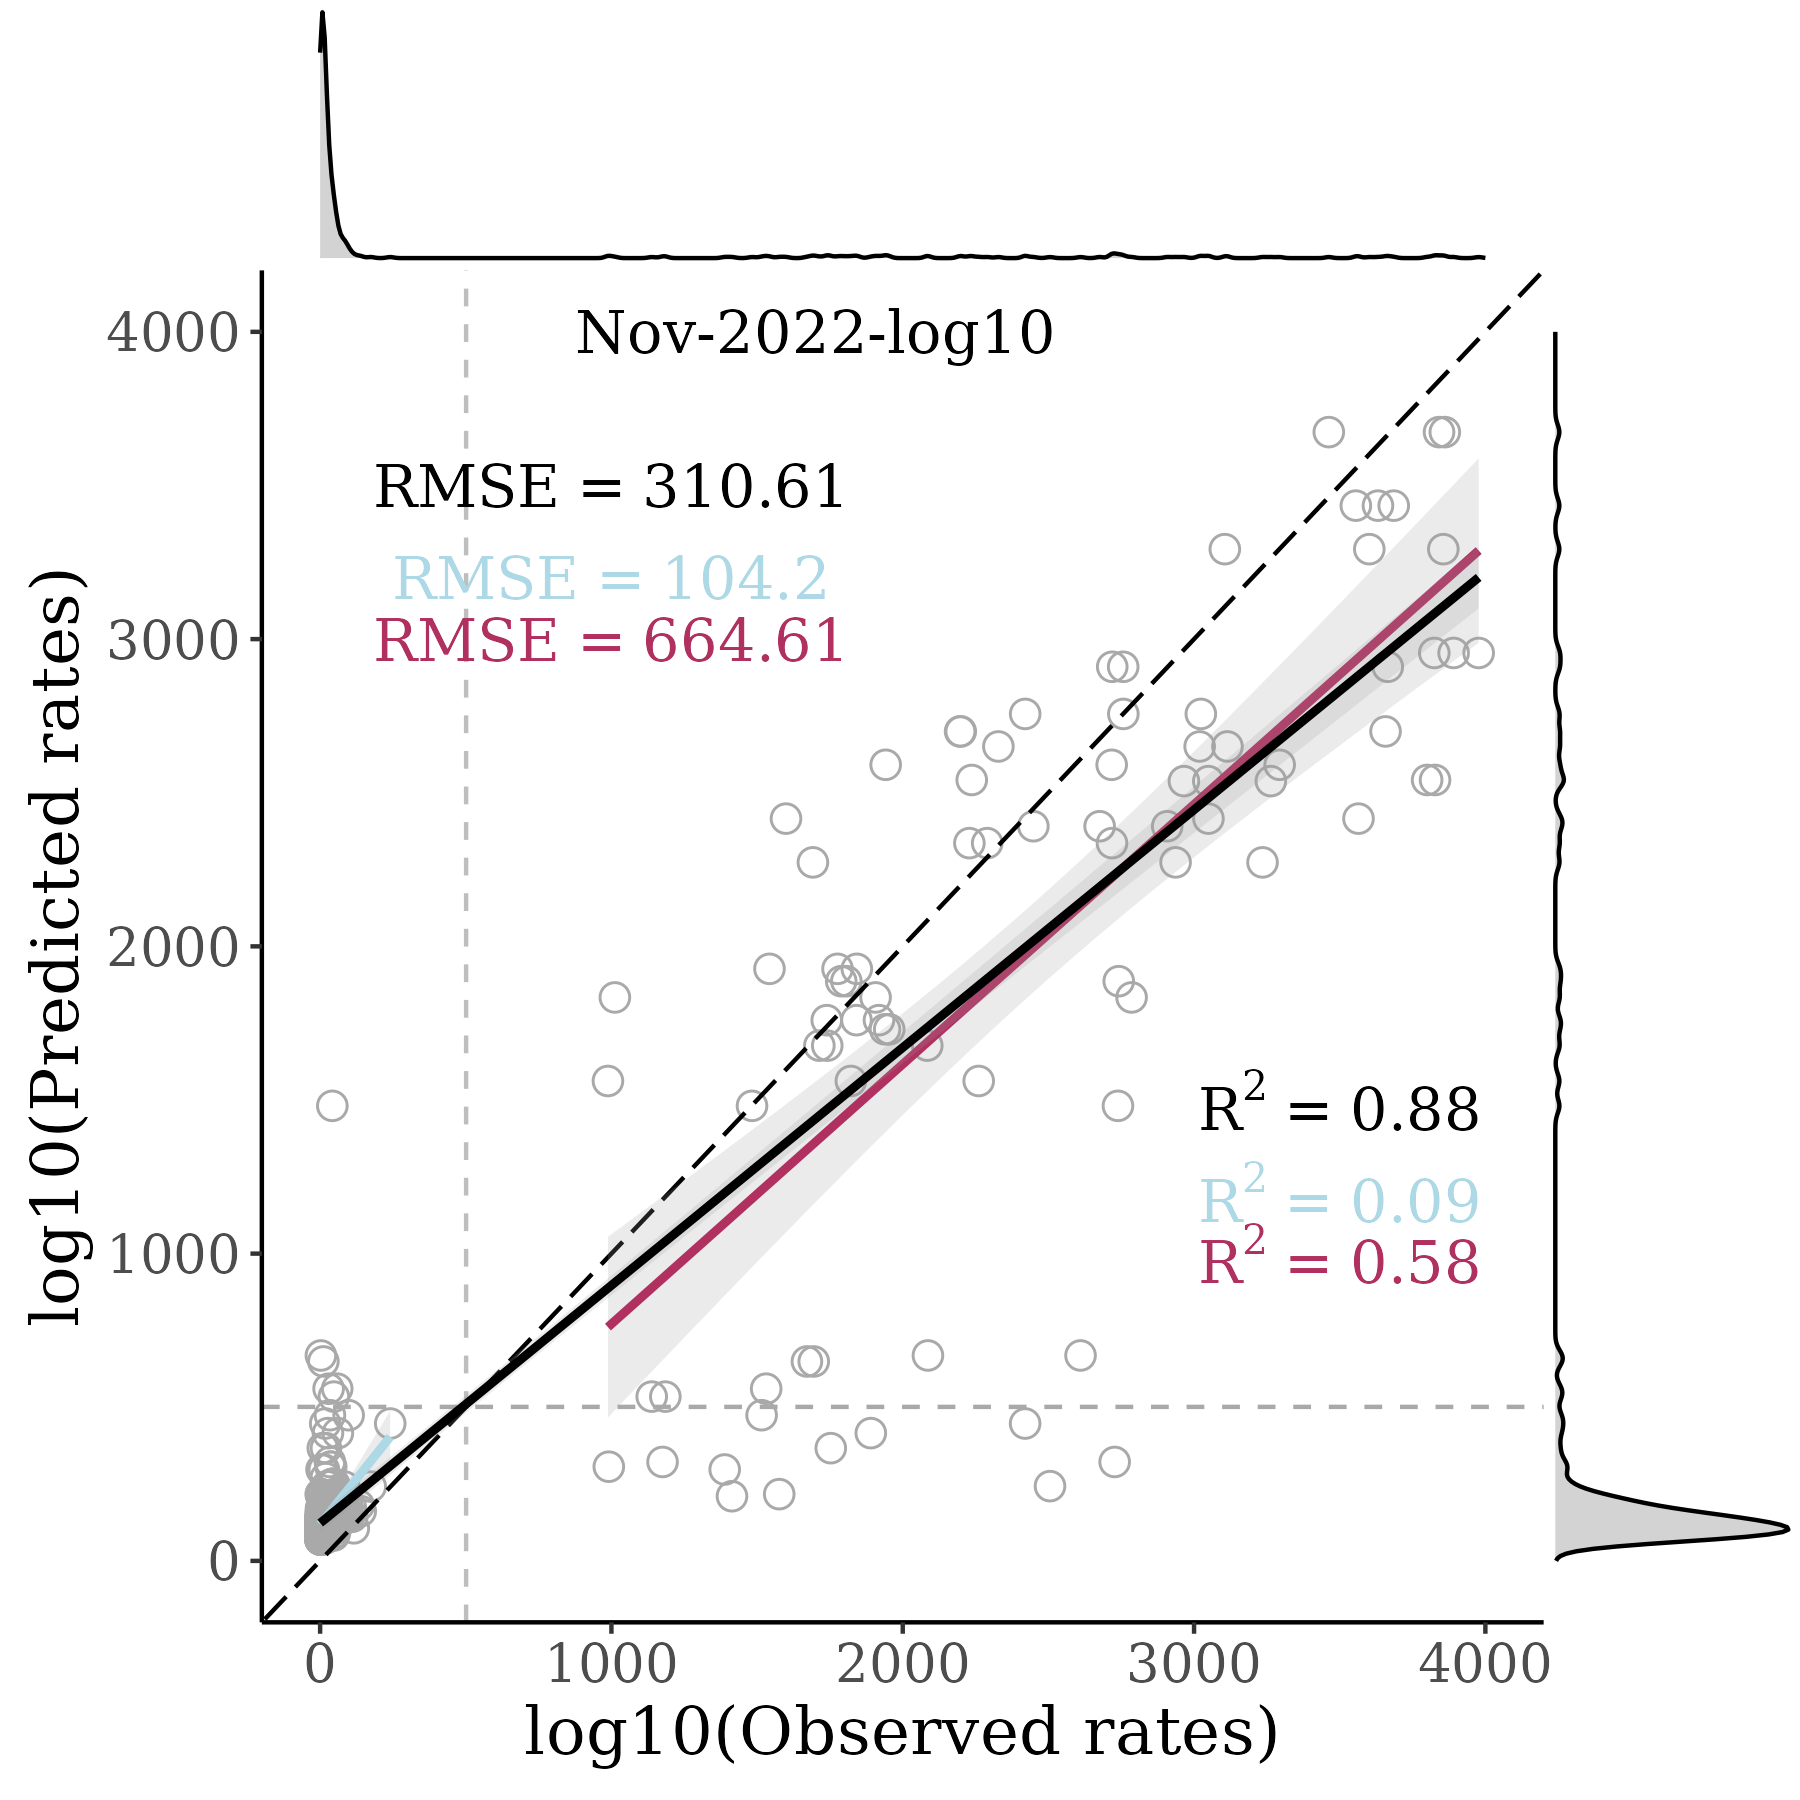 Nov-2022-log10
RMSE = 310.61
RMSE = 104.2
RMSE = 664.61
R² = 0.88
R² = 0.09
R² = 0.58
log10(Predicted rates)
4000
3000
2000
1000
0
0 1000 2000 3000 4000
log10(Observed rates)